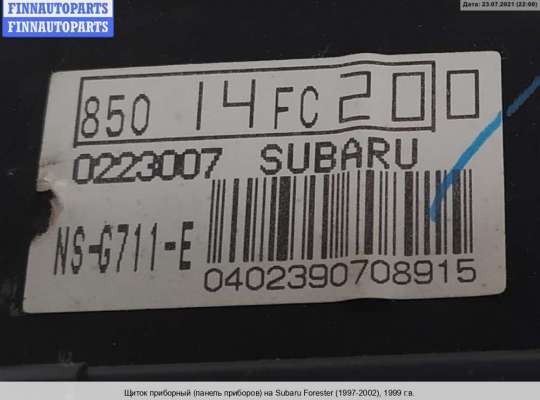 FINNAUTOPARTS
FINNAUTOPARTS
Дата: 23.07.2021 (22:00)
850 14FC200
0223007 SUBARU
NS-G711-E
0402390708915
Щиток приборный (панель приборов) на Subaru Forester (1997-2002), 1999 г.в.